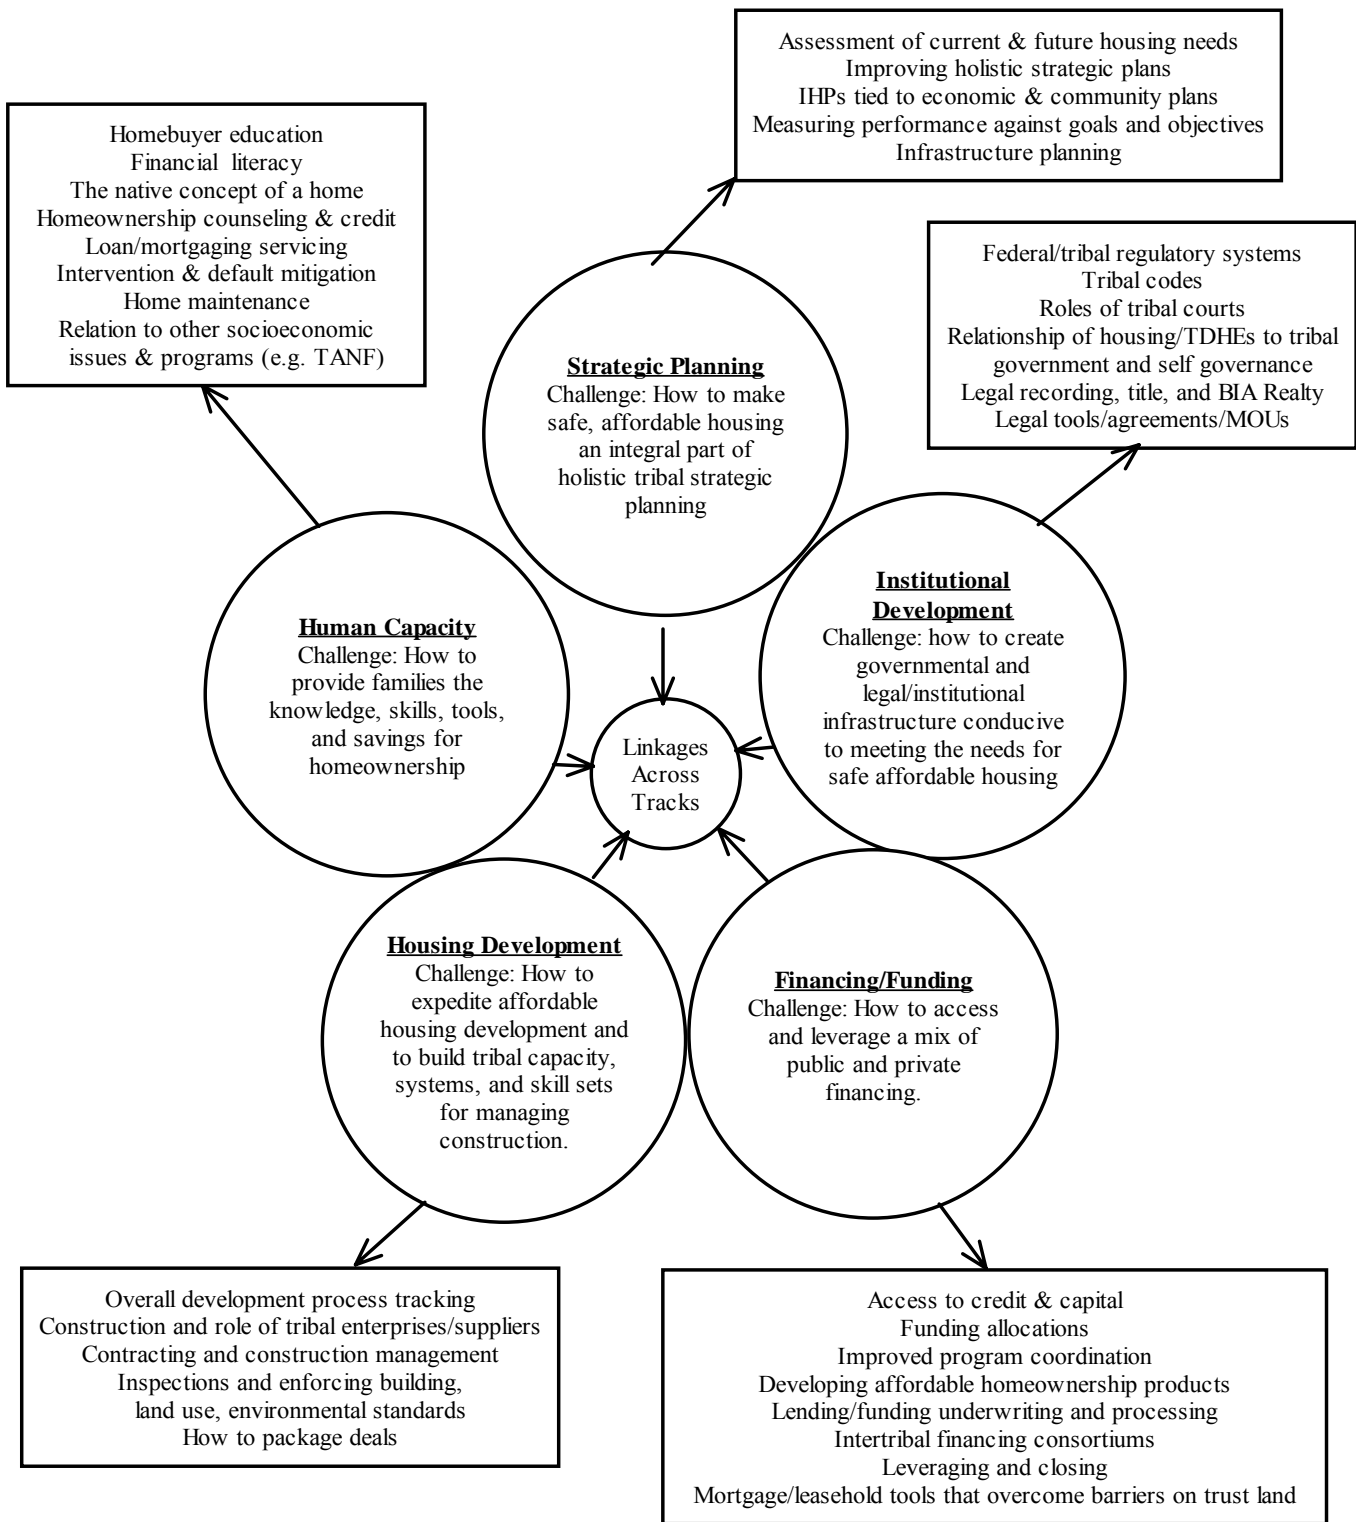 Assessment of current & future housing needs
Improving holistic strategic plans
IHPs tied to economic & community plans
Measuring performance against goals and objectives
Infrastructure planning
Homebuyer education
Financial literacy
The native concept of a home
Homeownership counseling & credit
Loan/mortgaging servicing
Intervention & default mitigation
Home maintenance
Relation to other socioeconomic
issues & programs (e.g. TANF)
Federal/tribal regulatory systems
Tribal codes
Roles of tribal courts
Relationship of housing/TDHEs to tribal
government and self governance
Legal recording, title, and BIA Realty
Legal tools/agreements/MOUs
Strategic Planning
Challenge: How to make
safe, affordable housing
an integral part of
holistic tribal strategic
planning
Institutional
Development
Challenge: how to create
governmental and
legal/institutional
infrastructure conducive
to meeting the needs for
safe affordable housing
Human Capacity
Challenge: How to
provide families the
knowledge, skills, tools,
and savings for
homeownership
Linkages
Across
Tracks
Housing Development
Challenge: How to
expedite affordable
housing development and
to build tribal capacity,
systems, and skill sets
for managing
construction.
Financing/Funding
Challenge: How to access
and leverage a mix of
public and private
financing.
Overall development process tracking
Construction and role of tribal enterprises/suppliers
Contracting and construction management
Inspections and enforcing building,
land use, environmental standards
How to package deals
Access to credit & capital
Funding allocations
Improved program coordination
Developing affordable homeownership products
Lending/funding underwriting and processing
Intertribal financing consortiums
Leveraging and closing
Mortgage/leasehold tools that overcome barriers on trust land